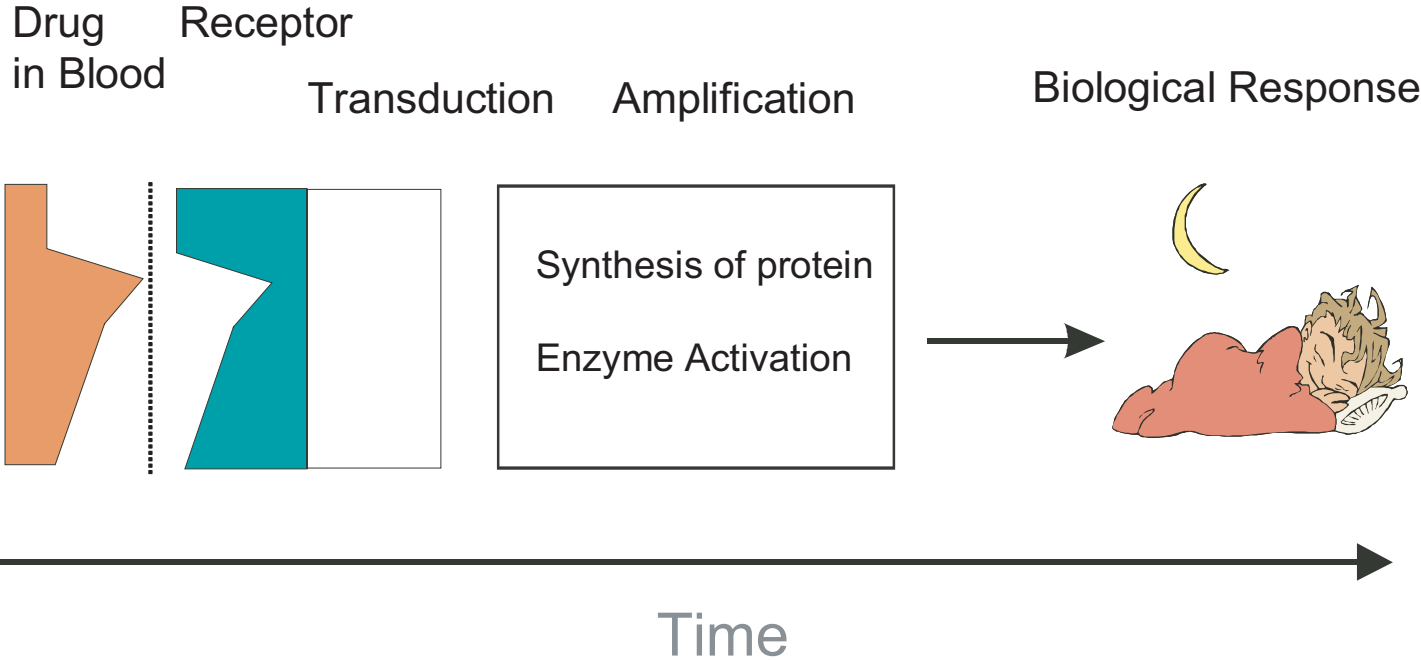 Drug
in Blood
Receptor
Transduction
Amplification
Biological Response
Synthesis of protein
Enzyme Activation
Time